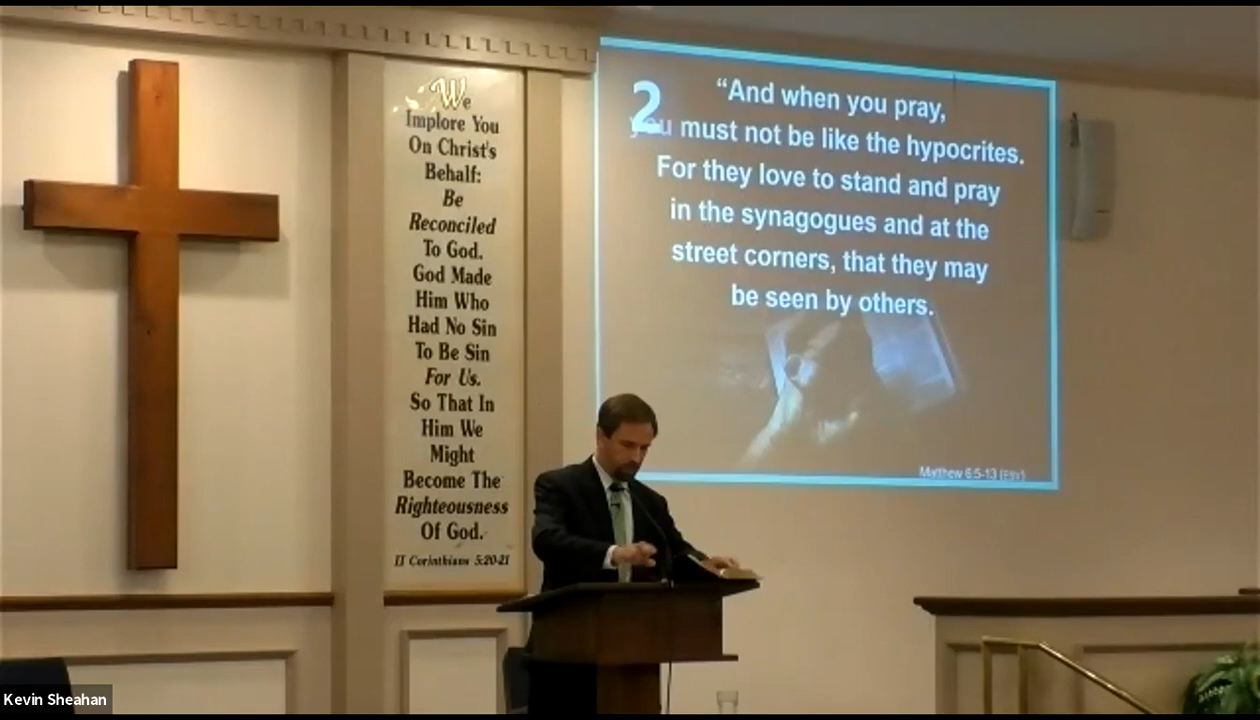 We
Implore You
On Christ's
Behalf:
Be
Reconciled
To God.
God Made
Him Who
Had No Sin
To Be Sin
For Us.
So That In
Him We
Might
Become The
Righteousness
Of God.
II Corinthians 5:20-21
2
“And when you pray,
you must not be like the hypocrites.
For they love to stand and pray
in the synagogues and at the
street corners, that they may
be seen by others.
Matthew 6:5-13 (ESV)
Kevin Sheahan